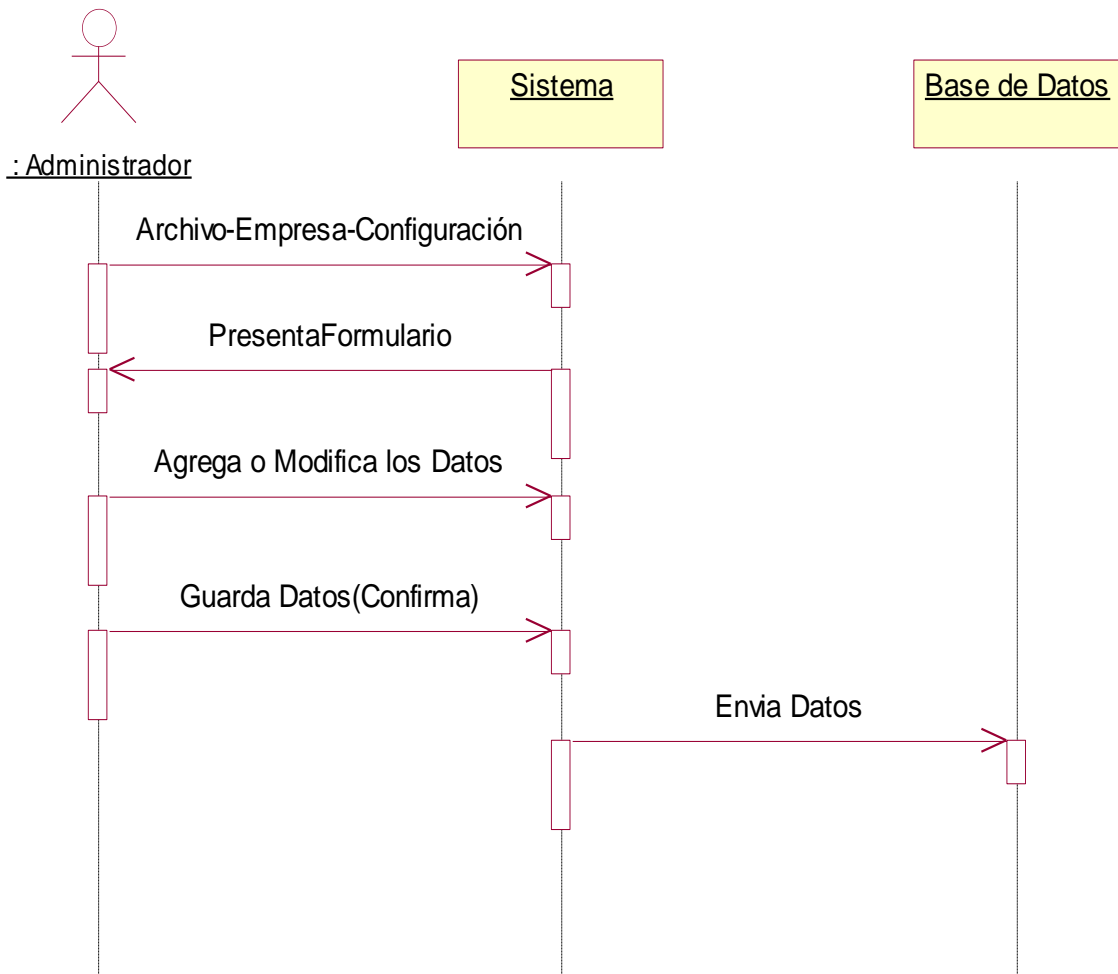 Sistema
Base de Datos
: Administrador
Archivo-Empresa-Configuración
PresentaFormulario
Agrega o Modifica los Datos
Guarda Datos(Confirma)
Envia Datos